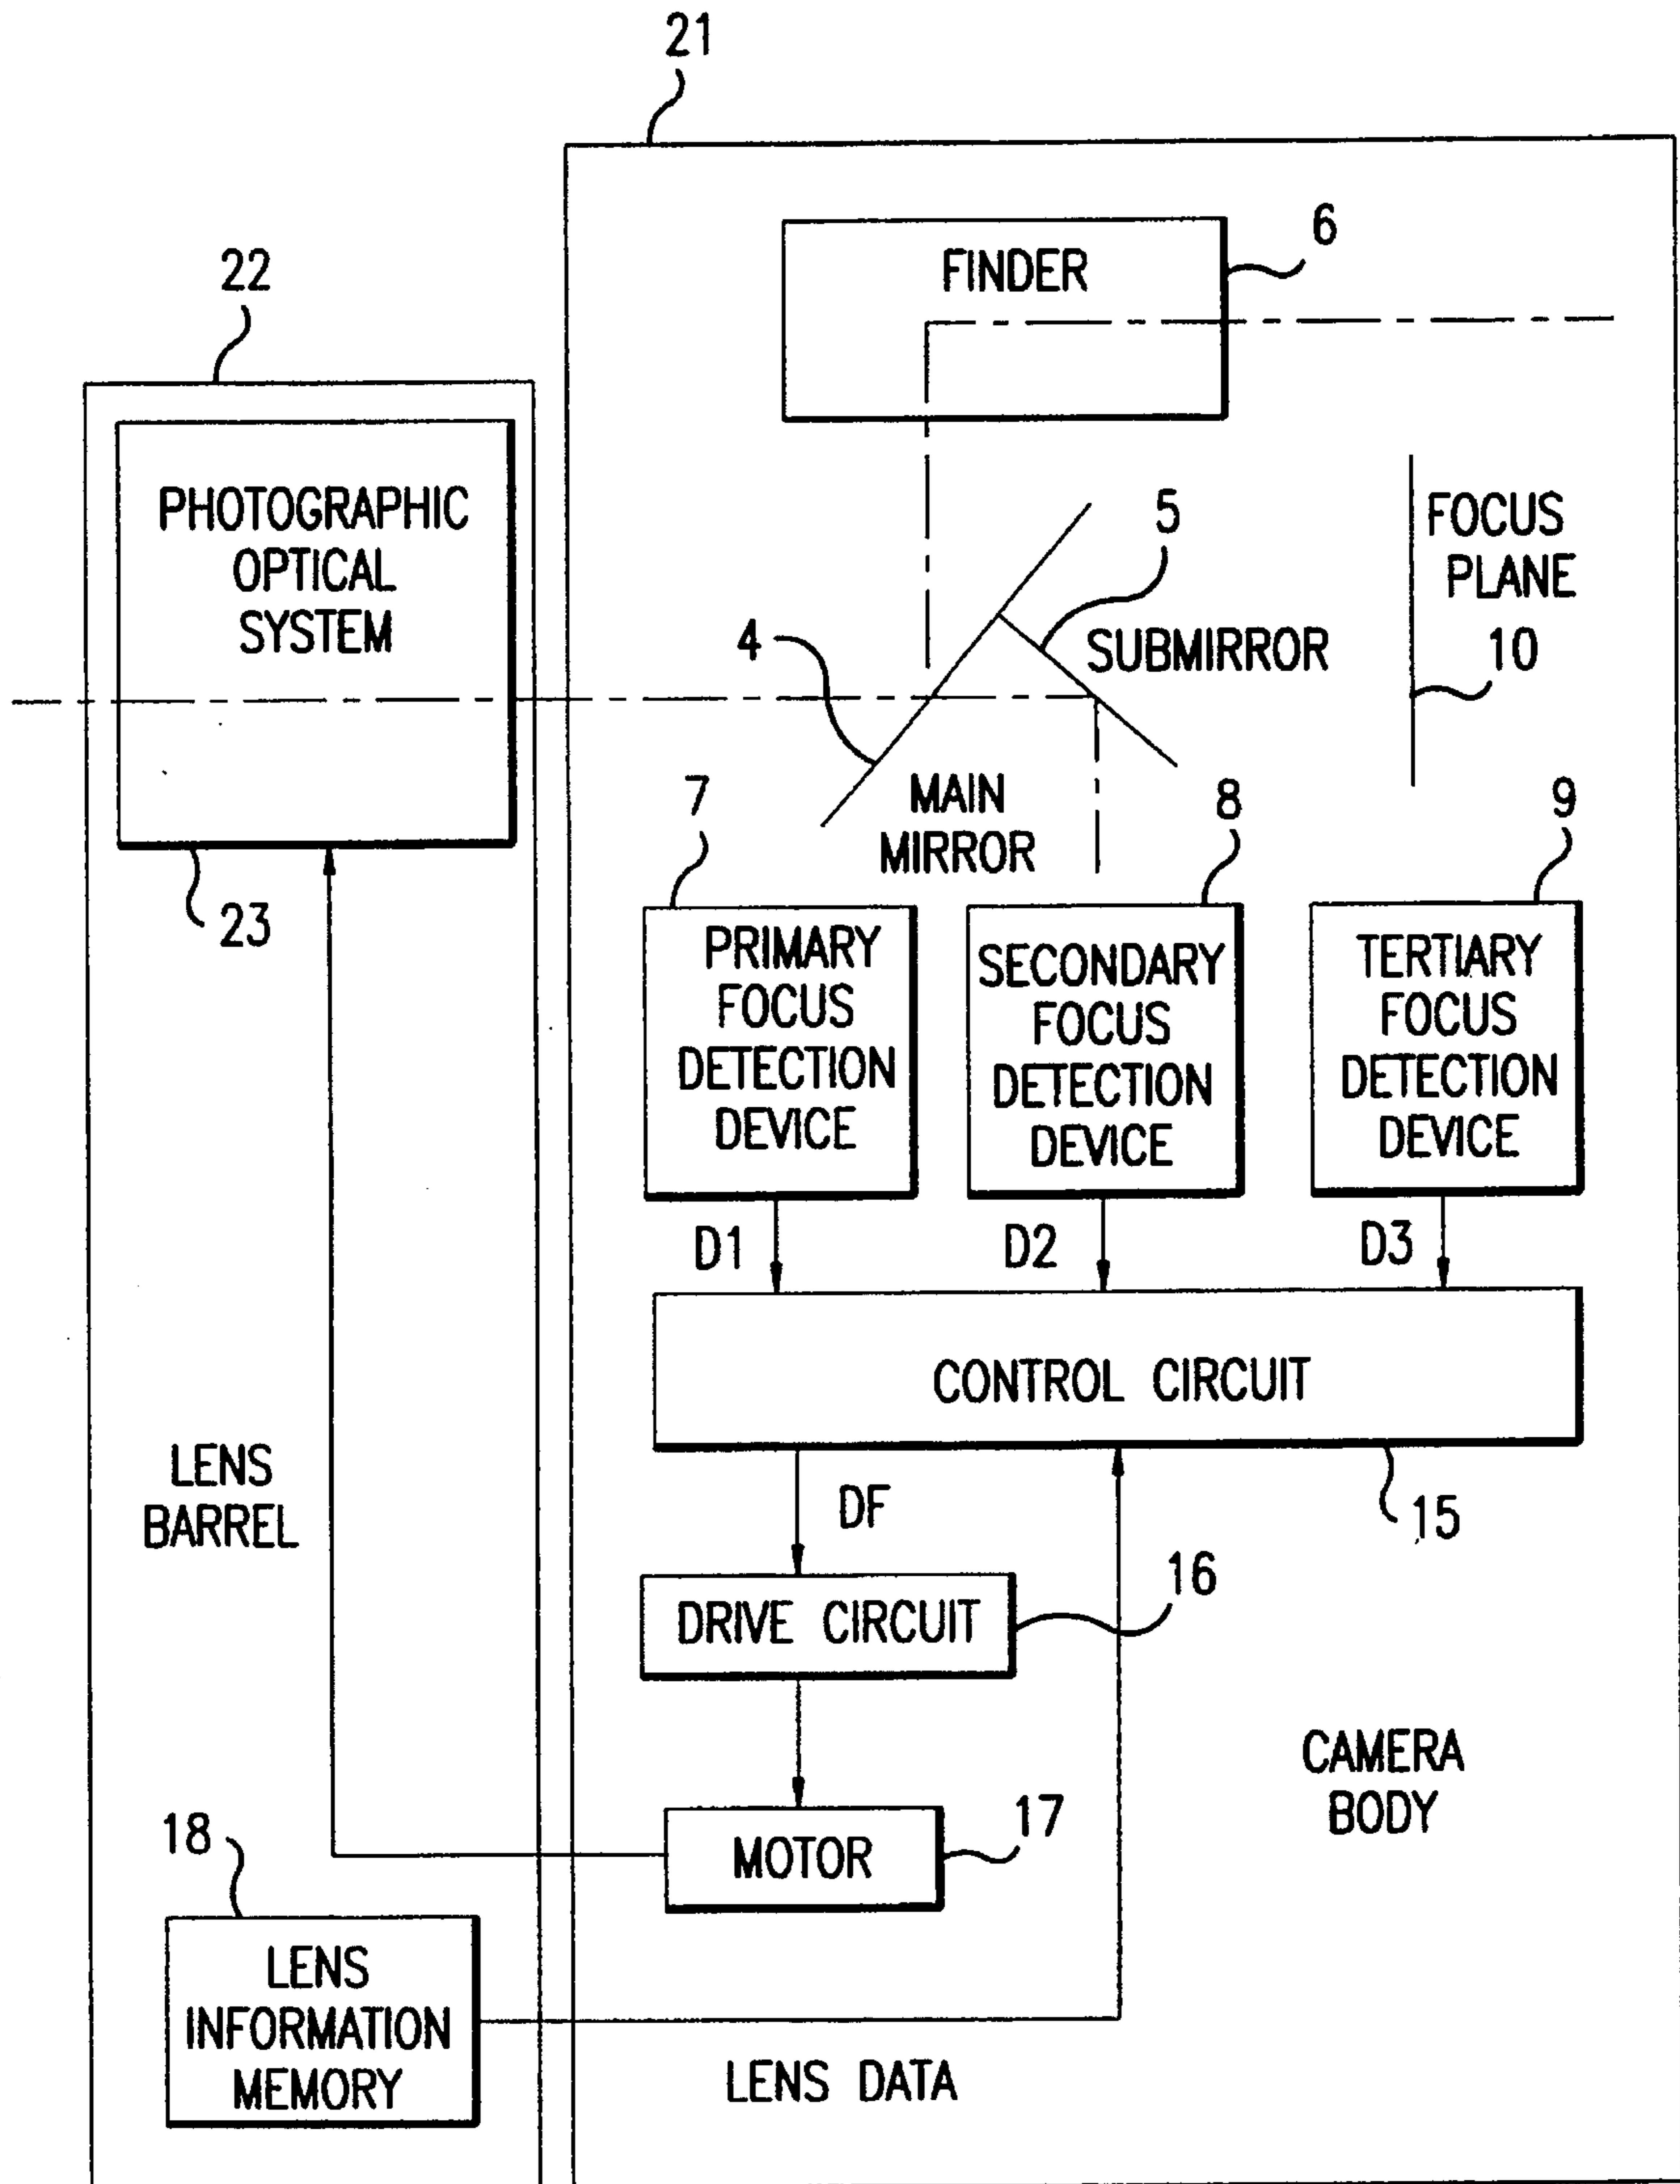 21
FINDER
6
22
PHOTOGRAPHIC
OPTICAL
SYSTEM
23
4
5
SUBMIRROR
FOCUS
PLANE
10
MAIN
MIRROR
7
8
9
PRIMARY
FOCUS
DETECTION
DEVICE
SECONDARY
FOCUS
DETECTION
DEVICE
TERTIARY
FOCUS
DETECTION
DEVICE
D1
D2
D3
CONTROL CIRCUIT
15
LENS
BARREL
DF
DRIVE CIRCUIT
16
CAMERA
BODY
MOTOR
17
18
LENS
INFORMATION
MEMORY
LENS DATA